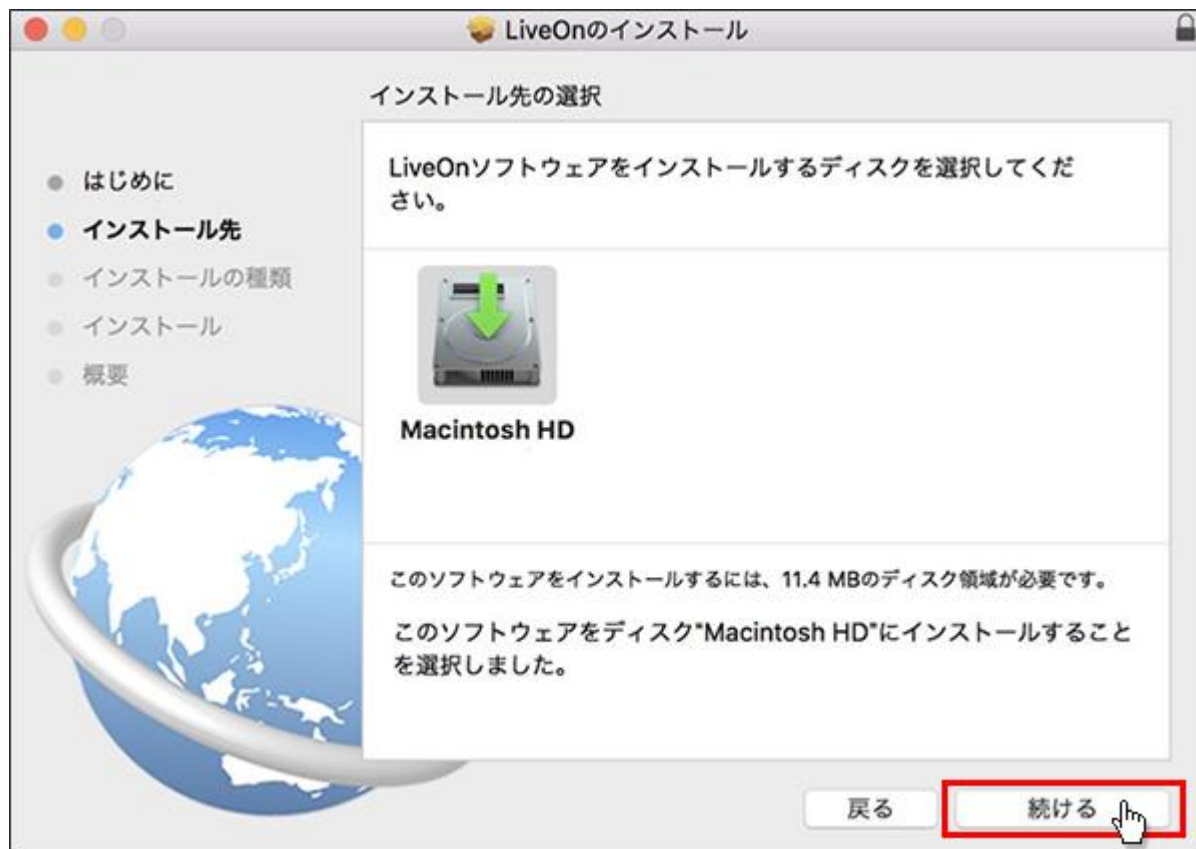 LiveOnのインストール
インストール先の選択
はじめに
インストール先
インストールの種類
インストール
概要
LiveOnソフトウェアをインストールするディスクを選択してくだ
さい。
Macintosh HD
このソフトウェアをインストールするには、11.4 MBのディスク領域が必要です。
このソフトウェアをディスク"Macintosh HD"にインストールすること
を選択しました。
戻る
続ける